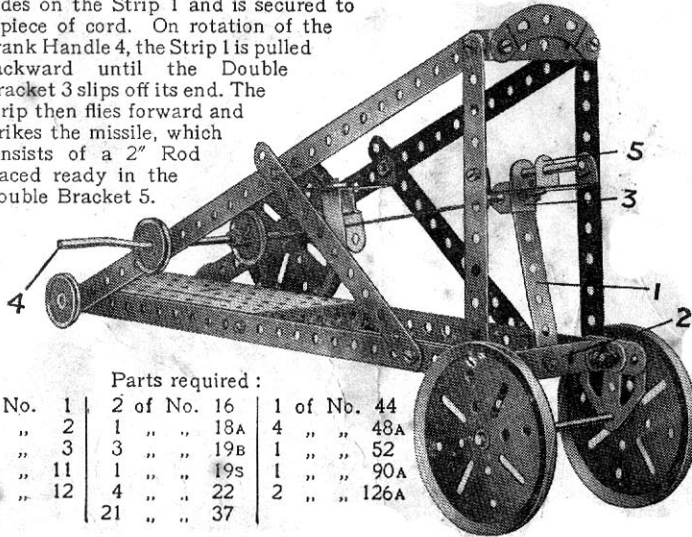 des on the Strip 1 and is secured to
piece of cord. On rotation of the
rank Handle 4, the Strip 1 is pulled
ackward until the Double
racket 3 slips off its end. The
rip then flies forward and
rikes the missile, which
nsists of a 2″ Rod
aced ready in the
ouble Bracket 5.
5
3
4
1
2
Parts required :
No. 1 2 of No. 16 1 of No. 44
„ 2 1 „ „ 18A 4 „ „ 48A
„ 3 3 „ „ 19B 1 „ „ 52
„ 11 1 „ „ 19S 1 „ „ 90A
„ 12 4 „ „ 22 2 „ „ 126A
21 „ „ 37